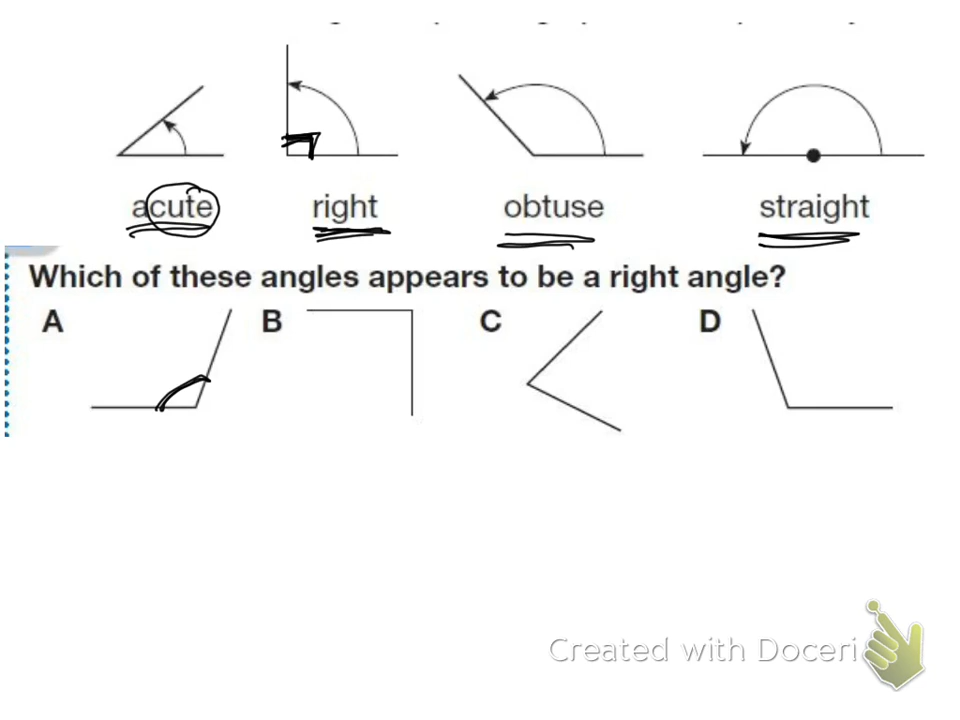 acute right obtuse straight
Which of these angles appears to be a right angle?
A B C D
Created with Doceri